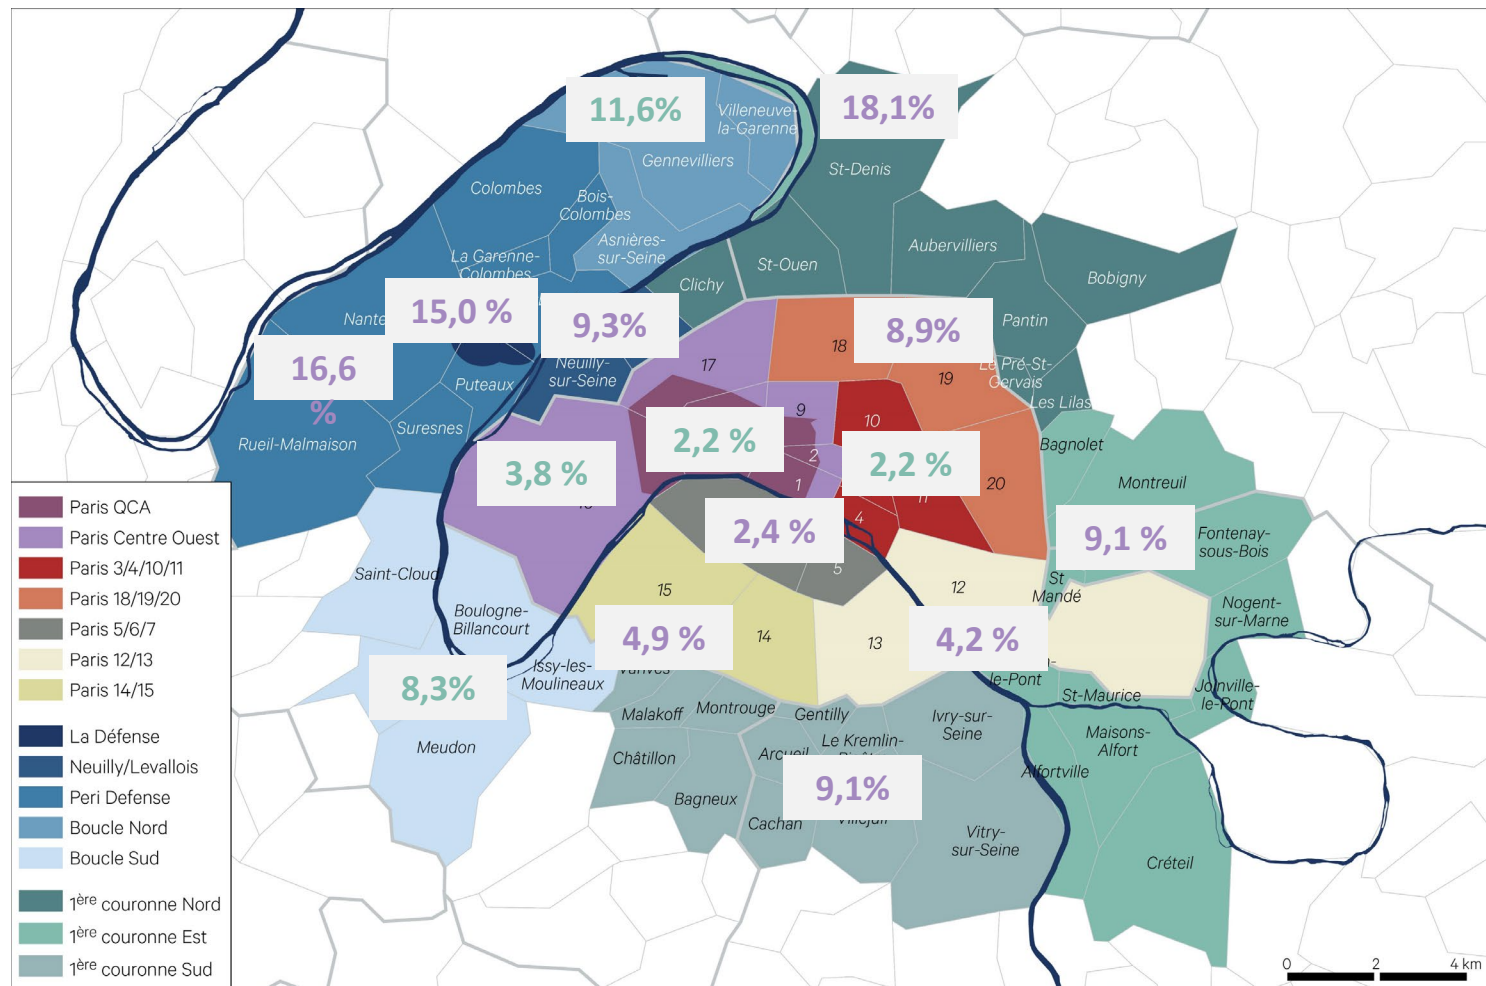 11,6%
18,1%
Villeneuve-
la-Garenne
Gennevilliers
St-Denis
Colombes
Bois-
Colombes
Asnières-
sur-Seine
Aubervilliers
La Garenne-
Colombes
St-Ouen
Clichy
Bobigny
15,0 %
9,3%
8,9%
Pantin
18
17
16,6
%
Neuilly-
sur-Seine
Puteaux
19
Le Pré-St-
Gervais
Les Lilas
9
10
Suresnes
Rueil-Malmaison
2,2 %
2
2,2 %
Bagnolet
3,8 %
1
20
Montreuil
Paris QCA
Paris Centre Ouest
Paris 3/4/10/11
Paris 18/19/20
Paris 5/6/7
Paris 12/13
Paris 14/15
La Défense
Neuilly/Levallois
Peri Defense
Boucle Nord
Boucle Sud
1ère couronne Nord
1ère couronne Est
1ère couronne Sud
4
2,4 %
9,1 %
Fontenay-
sous-Bois
5
Saint-Cloud
15
12
St
Mandé
Boulogne-
Billancourt
Nogent-
sur-Marne
4,9 %
14
13
4,2 %
8,3%
Issy-les-
Moulineaux
le-Pont
St-Maurice
Joinville-
le-Pont
Malakoff
Montrouge
Gentilly
Ivry-sur-
Seine
Meudon
Châtillon
Arcueil
Le Kremlin-
Maisons-
Alfort
Alfortville
9,1%
Bagneux
Cachan
Villejuif
Vitry-
sur-Seine
Créteil
0 2 4 km